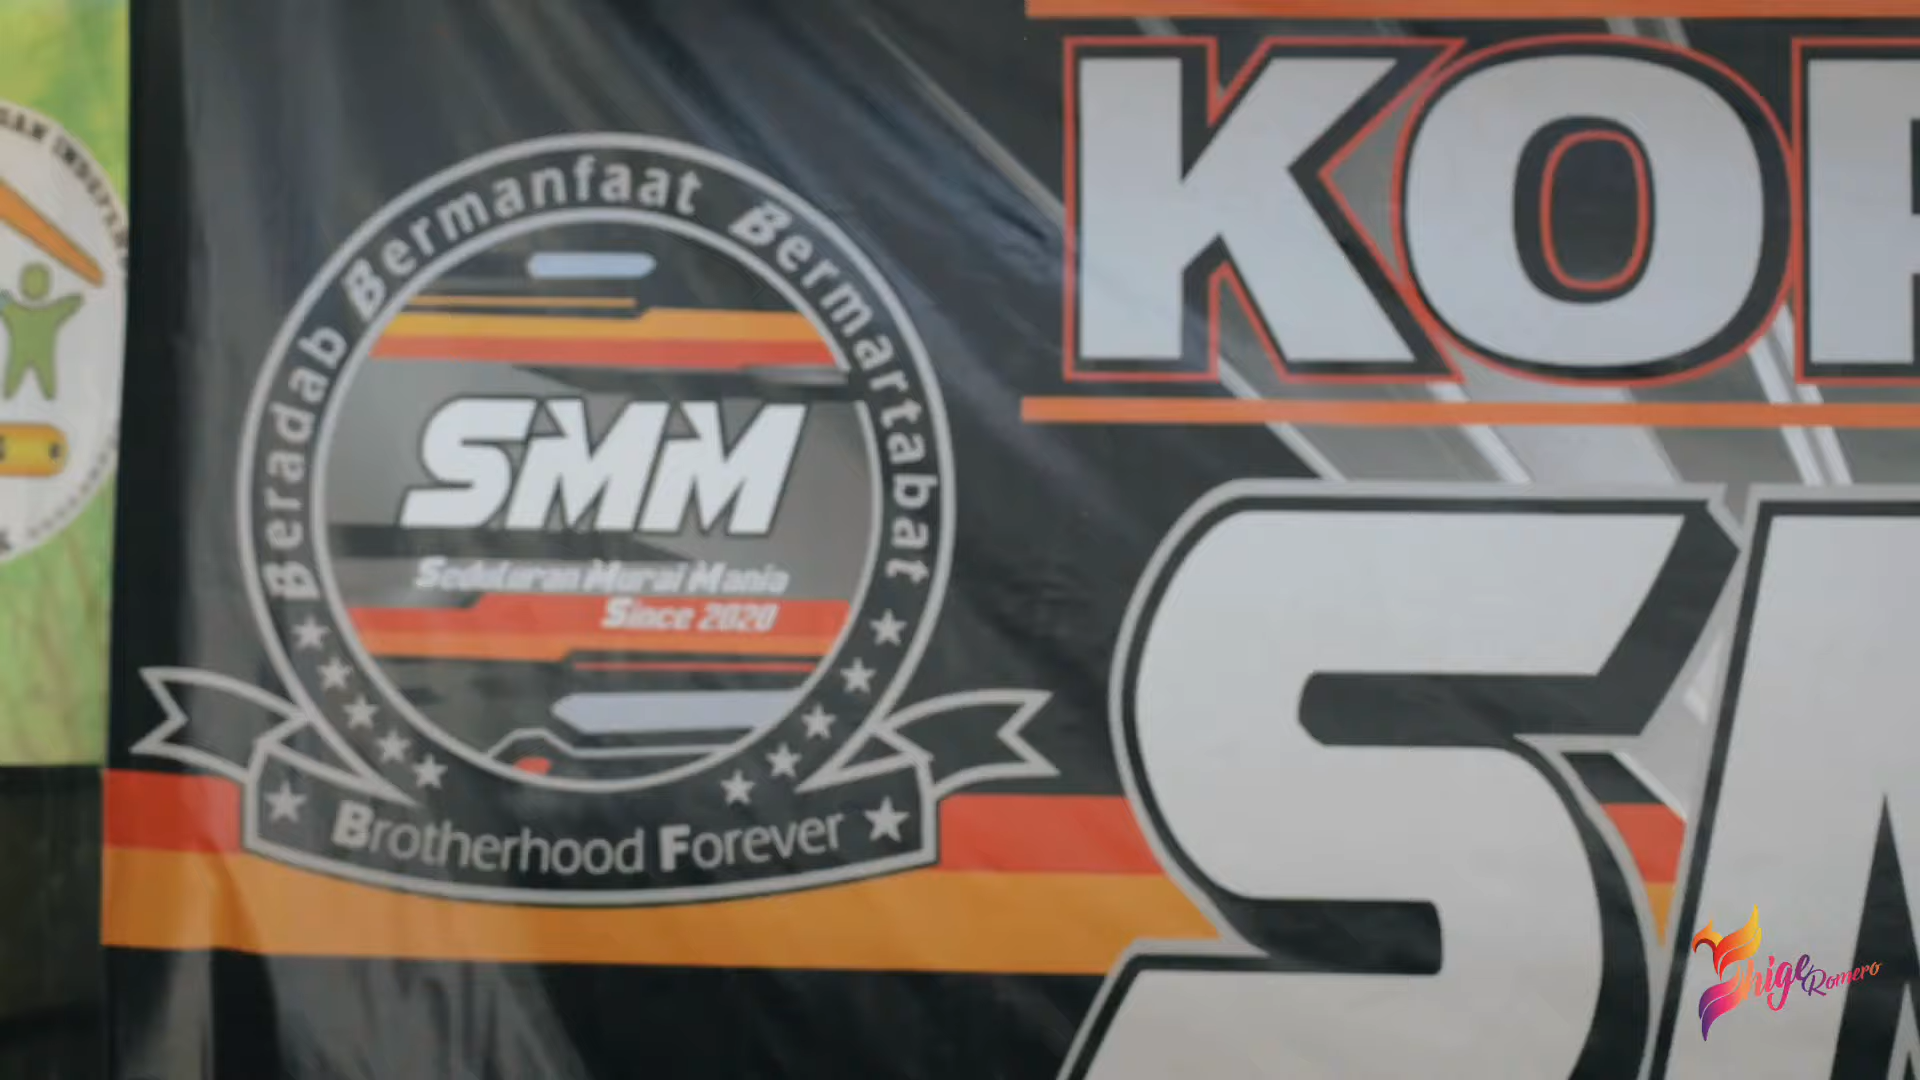 Beradab Bermanfaat Bermartabat
SMM
Seduluran Murai Mania
Since 2020
Brotherhood Forever
KO
S
Romero